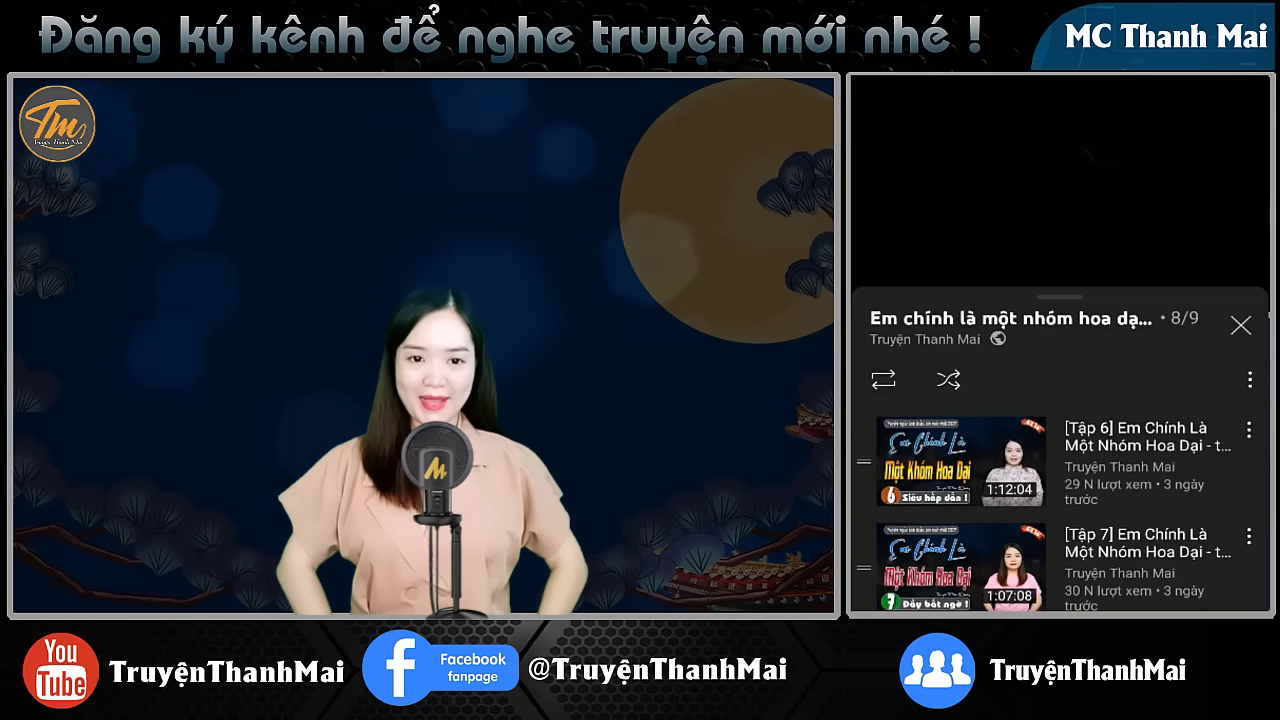 Đăng ký kênh để nghe truyện mới nhé !
MC Thanh Mai
Tm
Truyện Thanh Mai
M
Em chính là một nhóm hoa dạ... • 8/9
Truyện Thanh Mai
Em Chính Là
Một Khóm Hoa Dại
6 Siêu hấp dẫn !
1:12:04
[Tập 6] Em Chính Là
Một Nhóm Hoa Dại - t...
Truyện Thanh Mai
29 N lượt xem • 3 ngày
trước
Em Chính Là
Một Khóm Hoa Dại
7 Đầy bất ngờ !
1:07:08
[Tập 7] Em Chính Là
Một Nhóm Hoa Dại - t...
Truyện Thanh Mai
30 N lượt xem • 3 ngày
trước
You
Tube
TruyệnThanhMai
f
Facebook
fanpage
@TruyệnThanhMai
TruyệnThanhMai